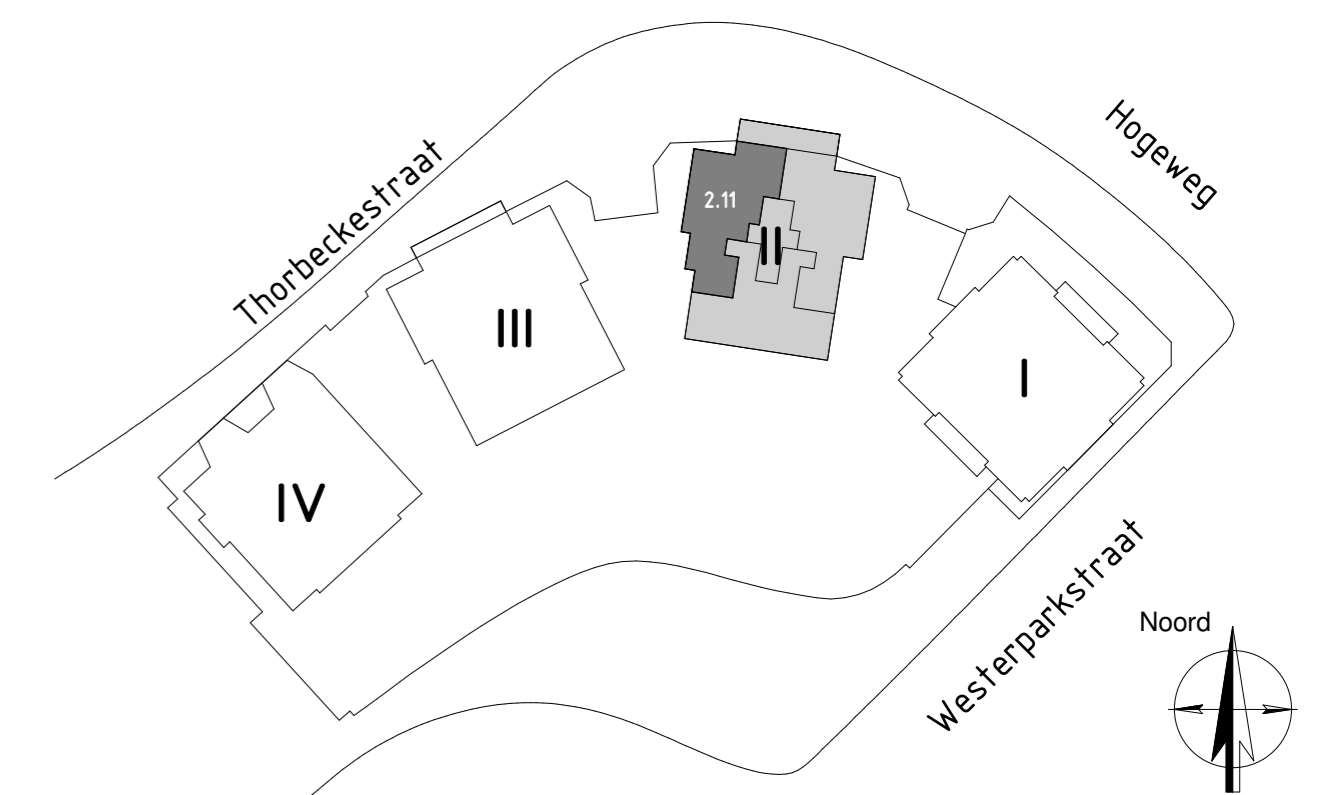 Hogeweg
Thorbeckestraat
2.11
II
III
I
IV
Westerparkstraat
Noord